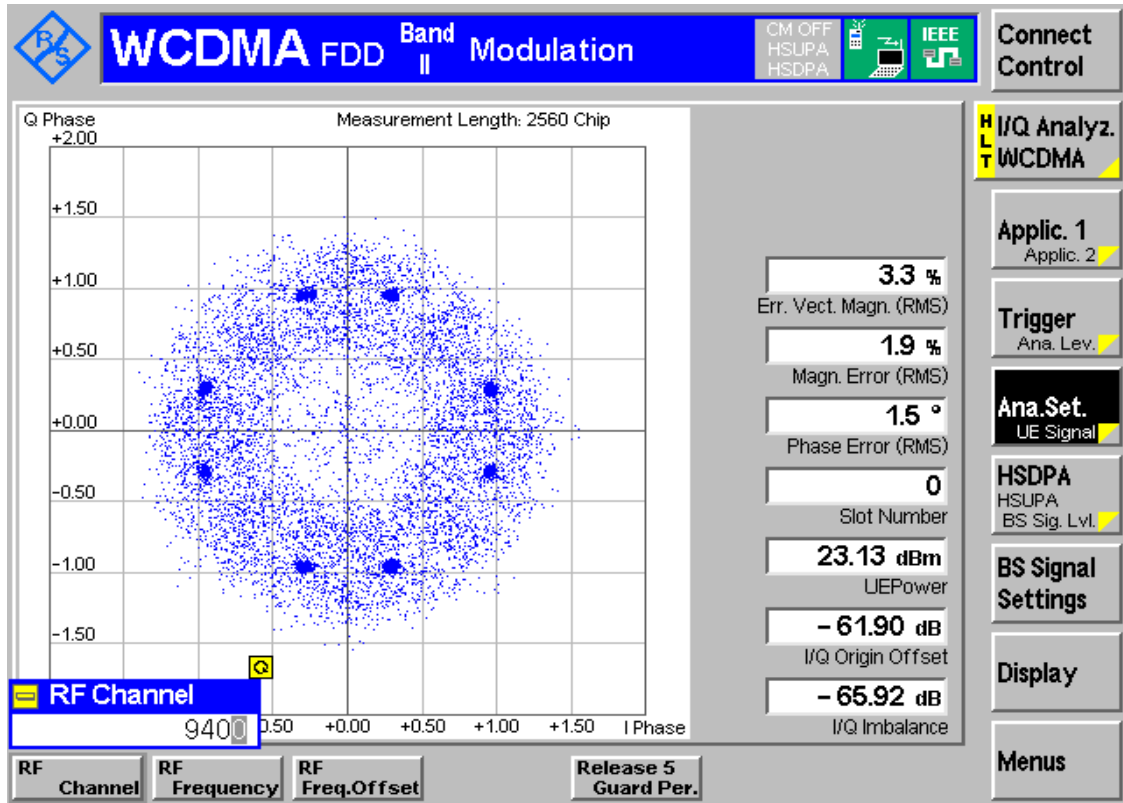 R&S
WCDMA FDD Band II Modulation
CM OFF
HSUPA
HSDPA
IEEE
Connect
Control
Q Phase
Measurement Length: 2560 Chip
+2.00
+1.50
+1.00
+0.50
+0.00
-0.50
-1.00
-1.50
0.50 +0.00 +0.50 +1.00 +1.50 I Phase
Q
RF Channel
9400
3.3 %
Err. Vect. Magn. (RMS)
1.9 %
Magn. Error (RMS)
1.5 °
Phase Error (RMS)
0
Slot Number
23.13 dBm
UEPower
-61.90 dB
I/Q Origin Offset
-65.92 dB
I/Q Imbalance
HLT
I/Q Analyz.
WCDMA
Applic. 1
Applic. 2
Trigger
Ana. Lev.
Ana.Set.
UE Signal
HSDPA
HSUPA
BS Sig. Lvl.
BS Signal
Settings
Display
Menus
RF
Channel
RF
Frequency
RF
Freq.Offset
Release 5
Guard Per.